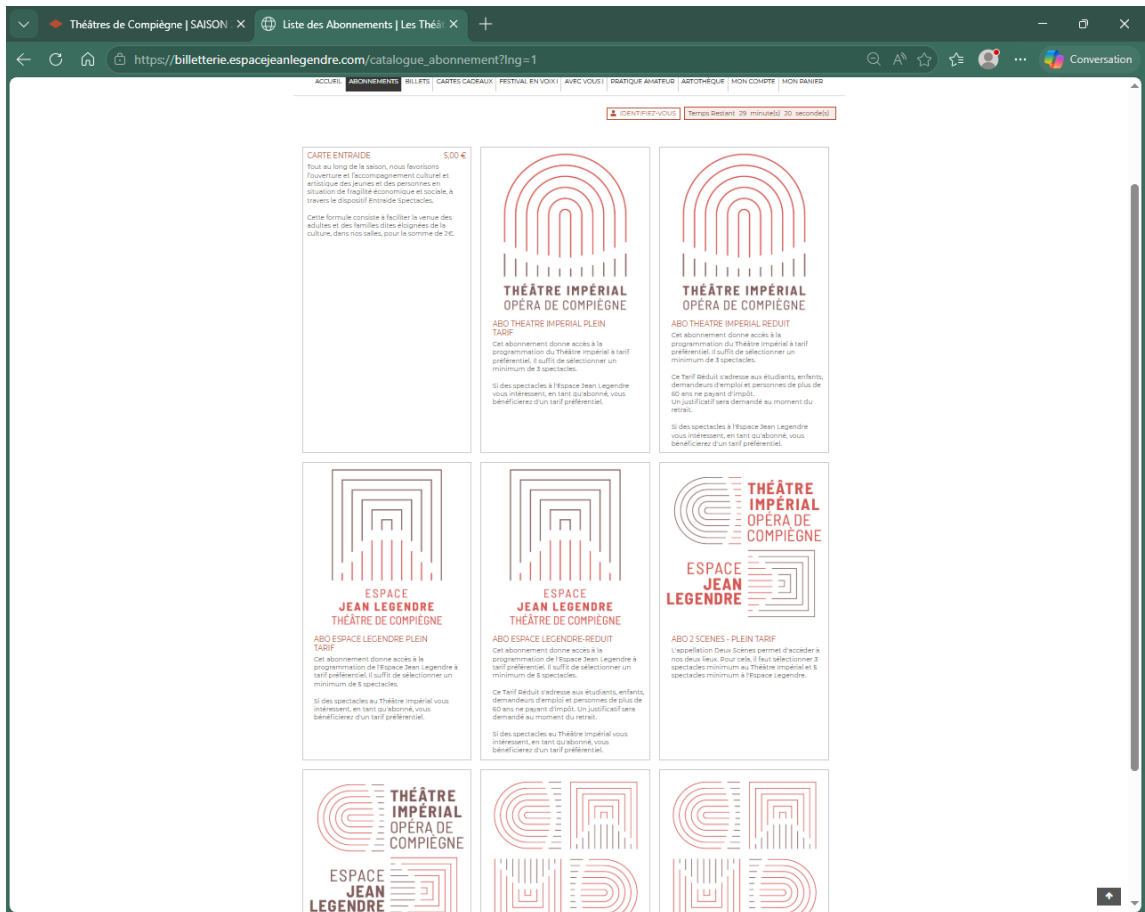 Théâtres de Compiègne | SAISON
Liste des Abonnements | Les Théât
https://billetterie.espacejeanlegendre.com/catalogue_abonnement?lng=1
Conversation
ACCUEIL ABONNEMENTS BILLETS CARTES CADEAUX FESTIVAL EN VOIX ! AVEC VOUS ! PRATIQUE AMATEUR ARTOTHÈQUE MON COMPTE MON PANIER
IDENTIFIEZ-VOUS Temps Restant 29 minute(s) 20 seconde(s)
CARTE ENTRAIDE 5,00 €
Tout au long de la saison, nous favorisons
l'ouverture et l'accompagnement culturel et
artistique des jeunes et des personnes en
situation de fragilité économique et sociale, à
travers le dispositif Entraide Spectacles.
Cette formule consiste à faciliter la venue des
adultes et des familles dites éloignées de la
culture, dans nos salles, pour la somme de 2€.
THÉÂTRE IMPÉRIAL
OPÉRA DE COMPIÈGNE
ABO THEATRE IMPERIAL PLEIN
TARIF
Cet abonnement donne accès à la
programmation du Théâtre Impérial à tarif
préférentiel. Il suffit de sélectionner un
minimum de 3 spectacles.
Si des spectacles à l'Espace Jean Legendre
vous intéressent, en tant qu'abonné, vous
bénéficierez d'un tarif préférentiel.
THÉÂTRE IMPÉRIAL
OPÉRA DE COMPIÈGNE
ABO THEATRE IMPERIAL REDUIT
Cet abonnement donne accès à la
programmation du Théâtre Impérial à tarif
préférentiel. Il suffit de sélectionner un
minimum de 3 spectacles.
Ce Tarif Réduit s'adresse aux étudiants, enfants,
demandeurs d'emploi et personnes de plus de
60 ans ne payant d'impôt.
Un justificatif sera demandé au moment du
retrait.
Si des spectacles à l'Espace Jean Legendre
vous intéressent, en tant qu'abonné, vous
bénéficierez d'un tarif préférentiel.
ESPACE
JEAN LEGENDRE
THÉÂTRE DE COMPIÈGNE
ABO ESPACE LEGENDRE PLEIN
TARIF
Cet abonnement donne accès à la
programmation de l'Espace Jean Legendre à
tarif préférentiel. Il suffit de sélectionner un
minimum de 5 spectacles.
Si des spectacles au Théâtre Impérial vous
intéressent, en tant qu'abonné, vous
bénéficierez d'un tarif préférentiel.
ESPACE
JEAN LEGENDRE
THÉÂTRE DE COMPIÈGNE
ABO ESPACE LEGENDRE-REDUIT
Cet abonnement donne accès à la
programmation de l'Espace Jean Legendre à
tarif préférentiel. Il suffit de sélectionner un
minimum de 5 spectacles.
Ce Tarif Réduit s'adresse aux étudiants, enfants,
demandeurs d'emploi et personnes de plus de
60 ans ne payant d'impôt. Un justificatif sera
demandé au moment du retrait.
Si des spectacles au Théâtre Impérial vous
intéressent, en tant qu'abonné, vous
bénéficierez d'un tarif préférentiel.
THÉÂTRE
IMPÉRIAL
OPÉRA DE
COMPIÈGNE
ESPACE
JEAN
LEGENDRE
ABO 2 SCENES - PLEIN TARIF
L'appellation Deux Scènes permet d'accéder à
nos deux lieux. Pour cela, il faut sélectionner 3
spectacles minimum au Théâtre Impérial et 5
spectacles minimum à l'Espace Legendre.
THÉÂTRE
IMPÉRIAL
OPÉRA DE
COMPIÈGNE
ESPACE
JEAN
LEGENDRE